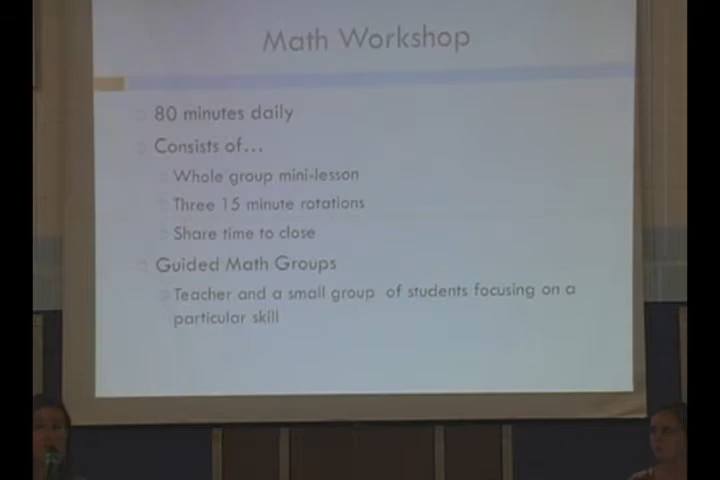 Math Workshop
80 minutes daily
Consists of...
Whole group mini-lesson
Three 15 minute rotations
Share time to close
Guided Math Groups
Teacher and a small group of students focusing on a
particular skill